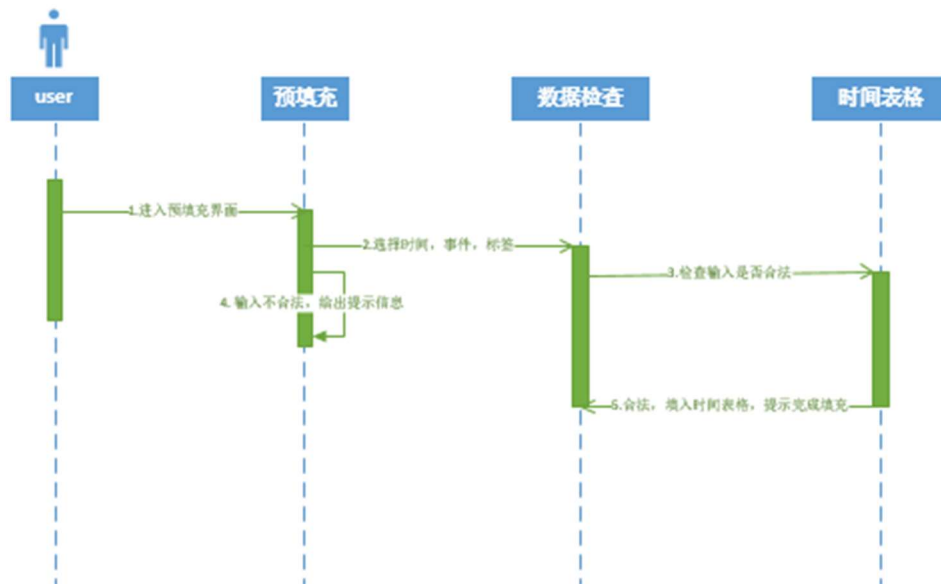 user
预填充
数据检查
时间表格
1.进入预填充界面
2.选择时间，事件，标签
3.检查输入是否合法
4. 输入不合法，给出提示信息
5.合法，填入时间表格，提示完成填充